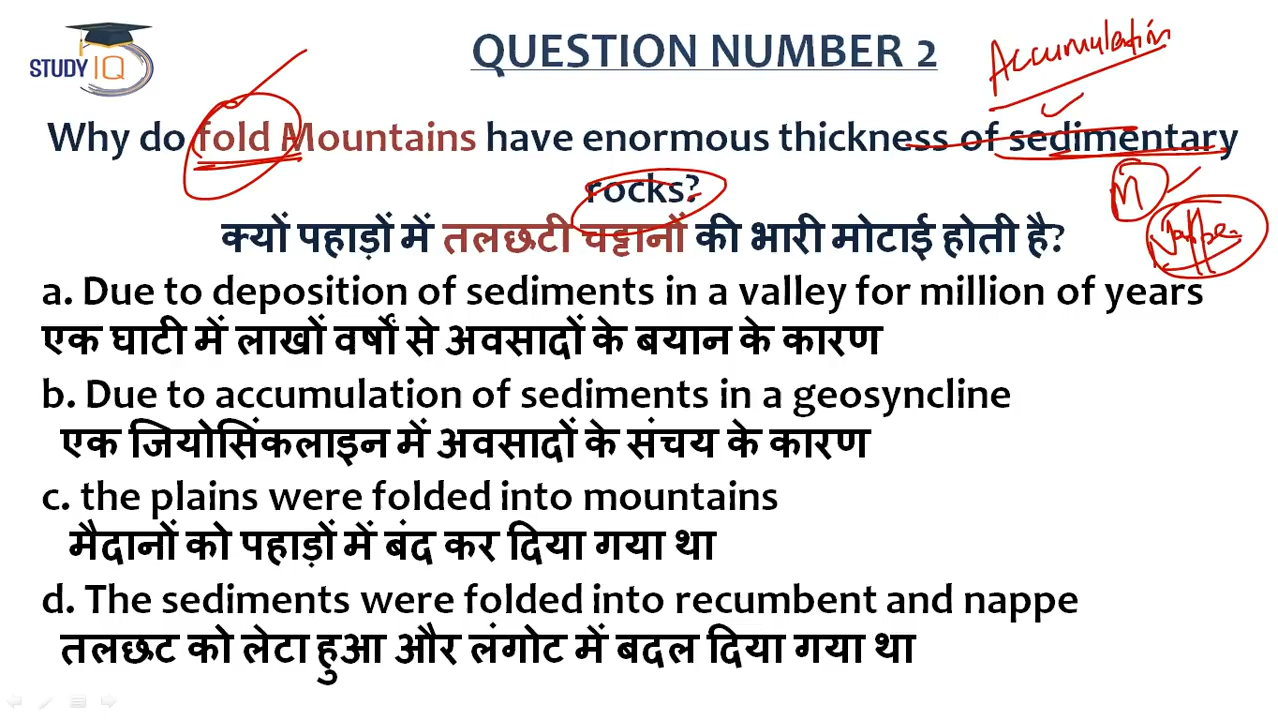 STUDY IQ
QUESTION NUMBER 2
Accumulation
Why do fold Mountains have enormous thickness of sedimentary
rocks?
M
Nappe
क्यों पहाड़ों में तलछटी चट्टानों की भारी मोटाई होती है?
a. Due to deposition of sediments in a valley for million of years
एक घाटी में लाखों वर्षों से अवसादों के बयान के कारण
b. Due to accumulation of sediments in a geosyncline
एक जियोसिंकलाइन में अवसादों के संचय के कारण
c. the plains were folded into mountains
मैदानों को पहाड़ों में बंद कर दिया गया था
d. The sediments were folded into recumbent and nappe
तलछट को लेटा हुआ और लंगोट में बदल दिया गया था